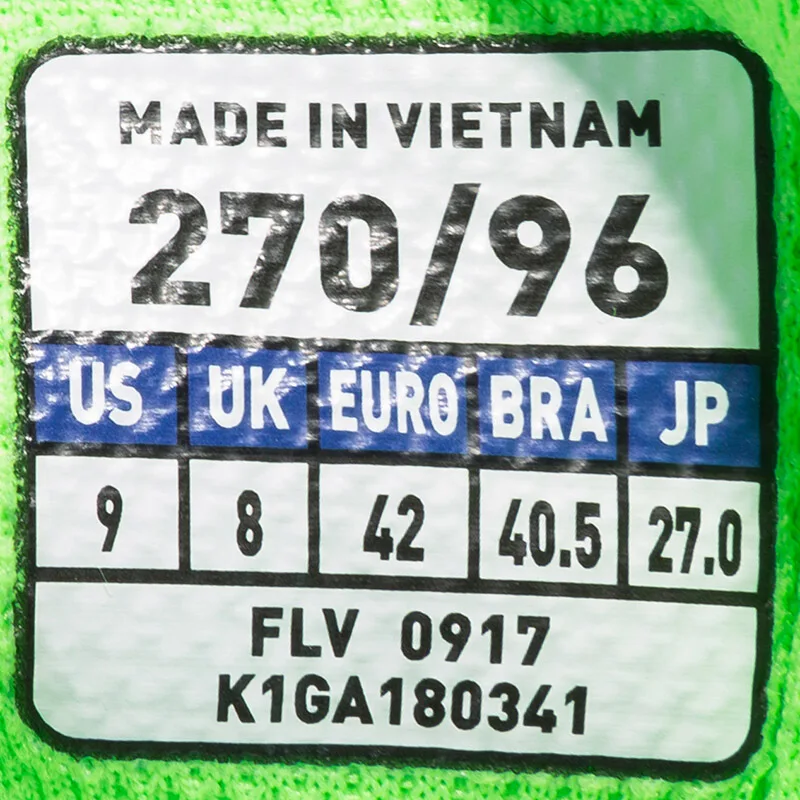 MADE IN VIETNAM
270/96
US UK EURO BRA JP
9 8 42 40.5 27.0
FLV 0917
K1GA180341